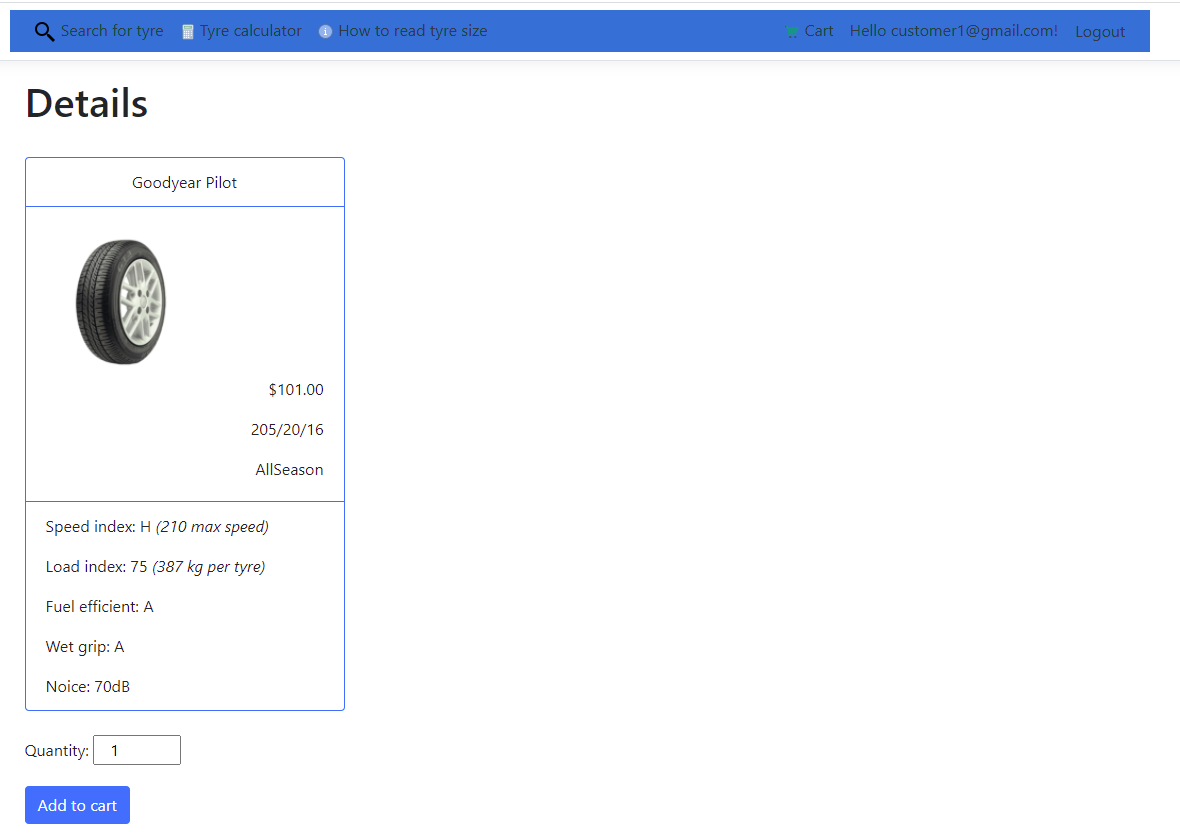 Search for tyre Tyre calculator How to read tyre size Cart Hello customer1@gmail.com! Logout
Details
Goodyear Pilot
$101.00
205/20/16
AllSeason
Speed index: H (210 max speed)
Load index: 75 (387 kg per tyre)
Fuel efficient: A
Wet grip: A
Noice: 70dB
Quantity: 1
Add to cart